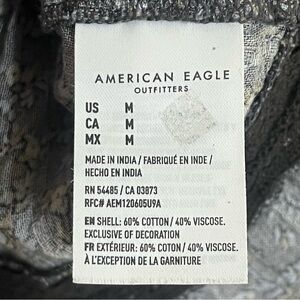 AMERICAN EAGLE
OUTFITTERS
US M
CA M
MX M
MADE IN INDIA / FABRIQUÉ EN INDE /
HECHO EN INDIA
RN 54485 / CA 03873
RFC# AEM120605U9A
EN SHELL: 60% COTTON / 40% VISCOSE.
EXCLUSIVE OF DECORATION
FR EXTÉRIEUR: 60% COTON / 40% VISCOSE.
À L'EXCEPTION DE LA GARNITURE